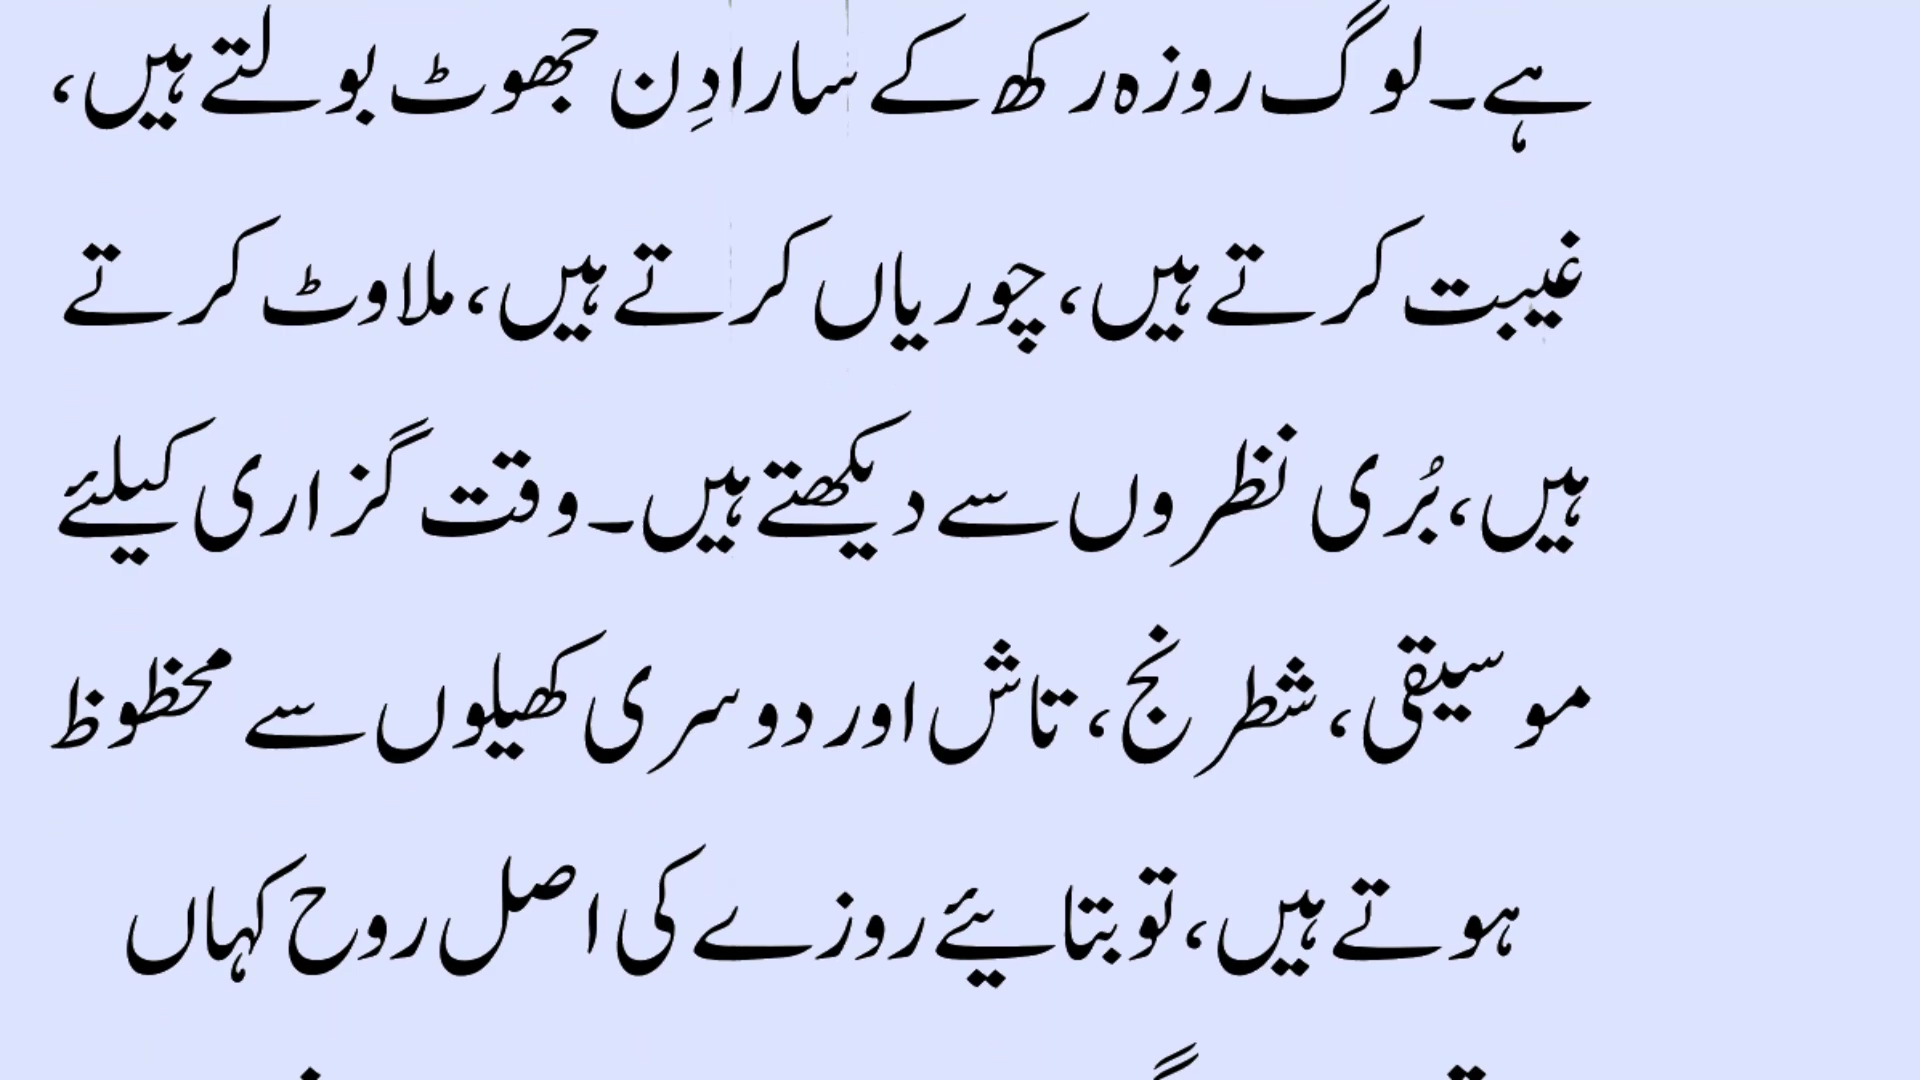 ہے۔ لوگ روزہ رکھ کے سارا دِن جھوٹ بولتے ہیں،
غیبت کرتے ہیں، چوریاں کرتے ہیں، ملاوٹ کرتے
ہیں، بُری نظروں سے دیکھتے ہیں۔ وقت گزاری کیلئے
موسیقی، شطرنج، تاش اور دوسری کھیلوں سے محظوظ
ہوتے ہیں، تو بتایئے روزے کی اصل روح کہاں